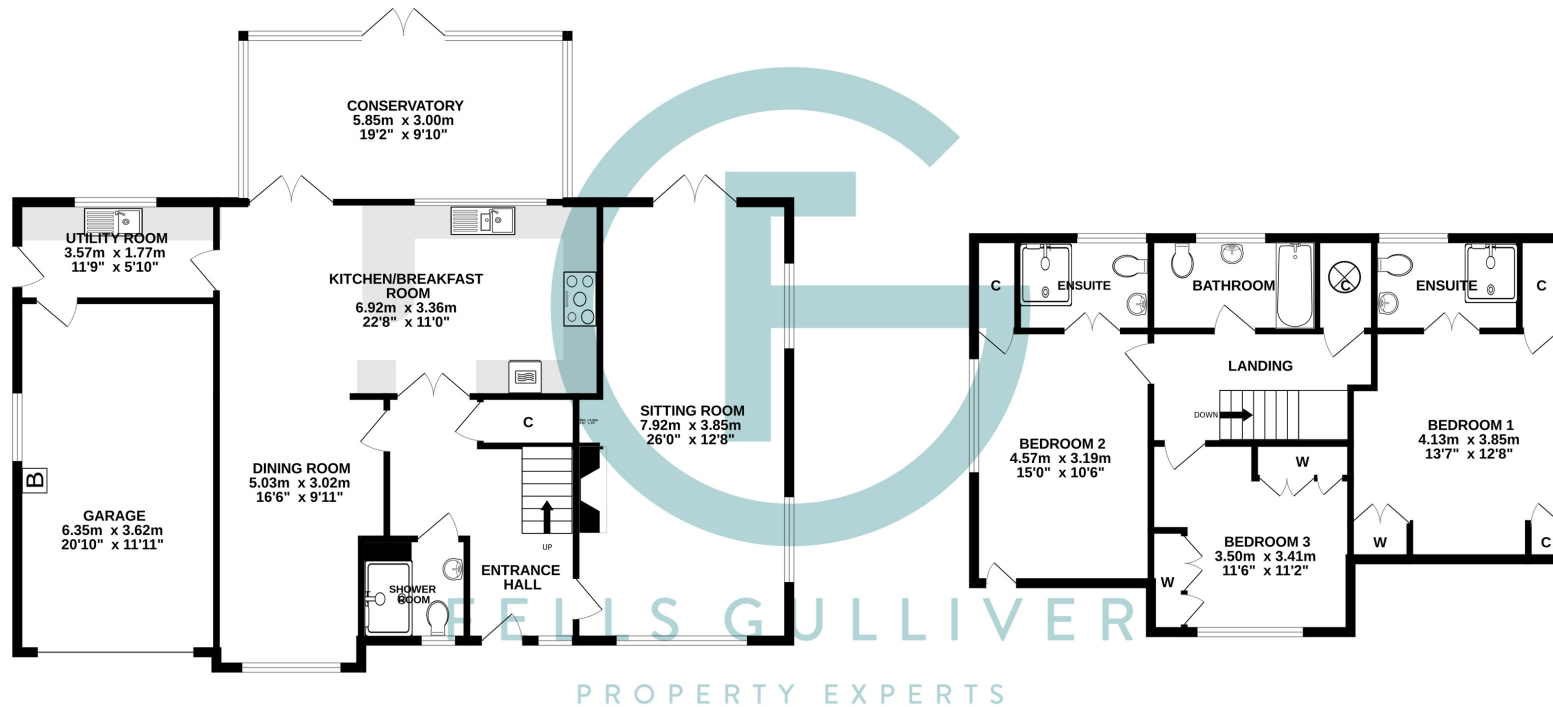 CONSERVATORY
5.85m x 3.00m
19'2" x 9'10"
UTILITY ROOM
3.57m x 1.77m
11'9" x 5'10"
KITCHEN/BREAKFAST
ROOM
6.92m x 3.36m
22'8" x 11'0"
SITTING ROOM
7.92m x 3.85m
26'0" x 12'8"
C
DINING ROOM
5.03m x 3.02m
16'6" x 9'11"
B
GARAGE
6.35m x 3.62m
20'10" x 11'11"
UP
ENTRANCE
HALL
SHOWER
ROOM
C
ENSUITE
BATHROOM
C
ENSUITE
C
LANDING
DOWN
BEDROOM 2
4.57m x 3.19m
15'0" x 10'6"
BEDROOM 1
4.13m x 3.85m
13'7" x 12'8"
W
BEDROOM 3
3.50m x 3.41m
11'6" x 11'2"
W
W
C
FELLS GULLIVER
PROPERTY EXPERTS